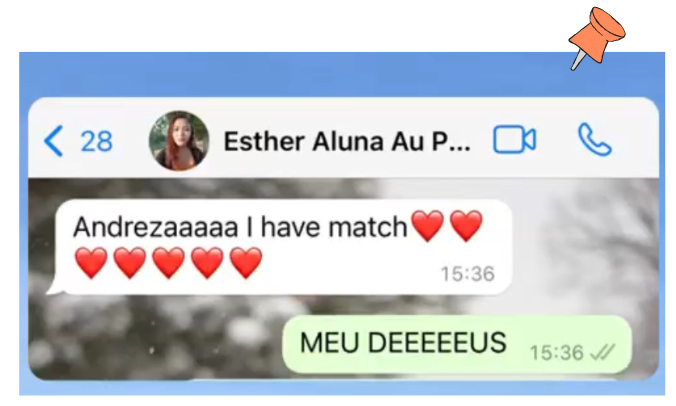 28
Esther Aluna Au P...
Andrezaaaaa I have match❤️❤️
❤️❤️❤️❤️❤️
15:36
MEU DEEEEEUS
15:36